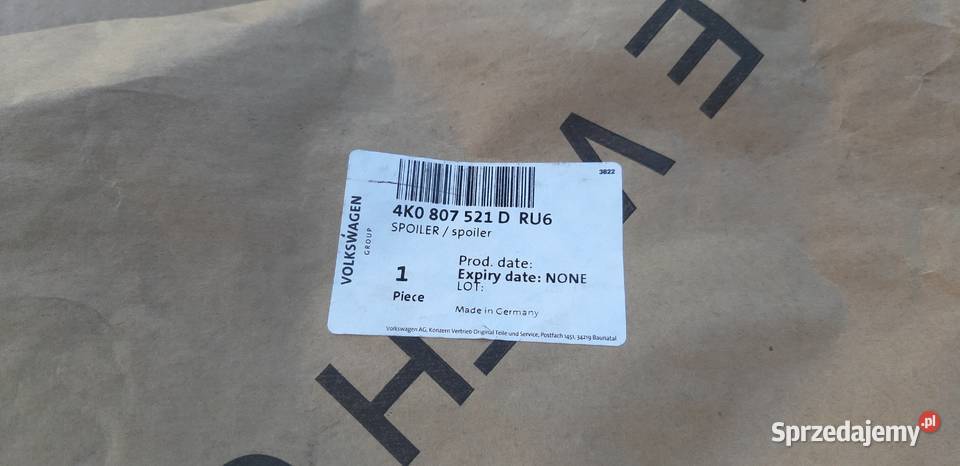 3822
VOLKSWAGEN
GROUP
4K0 807 521 D RU6
SPOILER / spoiler
1
Piece
Prod. date:
Expiry date: NONE
LOT:
Made in Germany
Volkswagen AG, Konzern Vertrieb Original Teile und Service, Postfach 1451, 34219 Baunatal
Sprzedajemy.pl